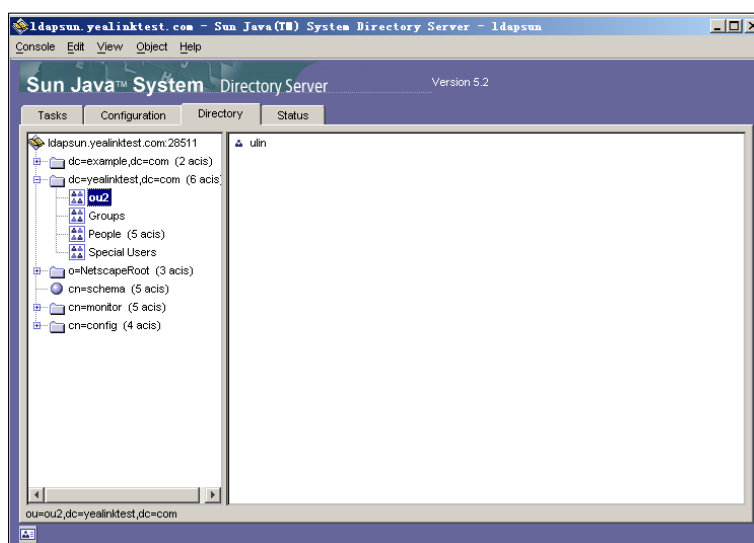 ldapsun.yealinktest.com - Sun Java(TM) System Directory Server - ldapsun
Console Edit View Object Help
Sun Java™ System Directory Server
Version 5.2
Tasks Configuration Directory Status
ldapsun.yealinktest.com:28511
dc=example,dc=com (2 acis)
dc=yealinktest,dc=com (6 acis)
ou2
Groups
People (5 acis)
Special Users
o=NetscapeRoot (3 acis)
cn=schema (5 acis)
cn=monitor (5 acis)
cn=config (4 acis)
ulin
ou=ou2,dc=yealinktest,dc=com